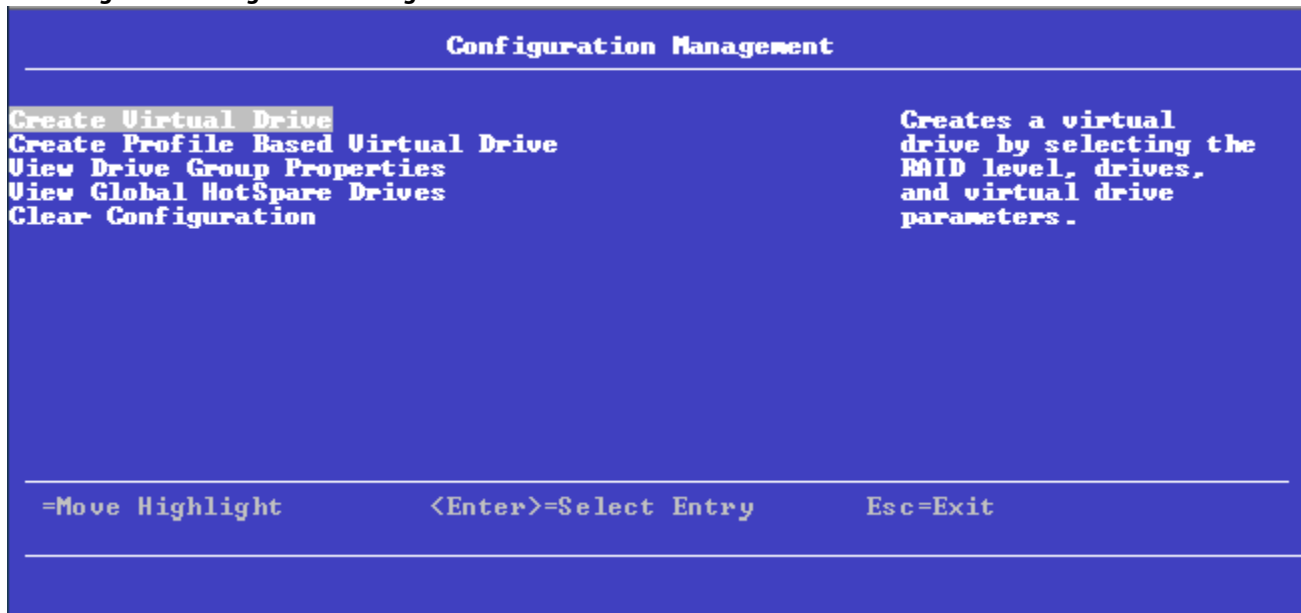 Configuration Management
Create Virtual Drive
Create Profile Based Virtual Drive
View Drive Group Properties
View Global HotSpare Drives
Clear Configuration
Creates a virtual
drive by selecting the
RAID level, drives,
and virtual drive
parameters.
=Move Highlight <Enter>=Select Entry Esc=Exit